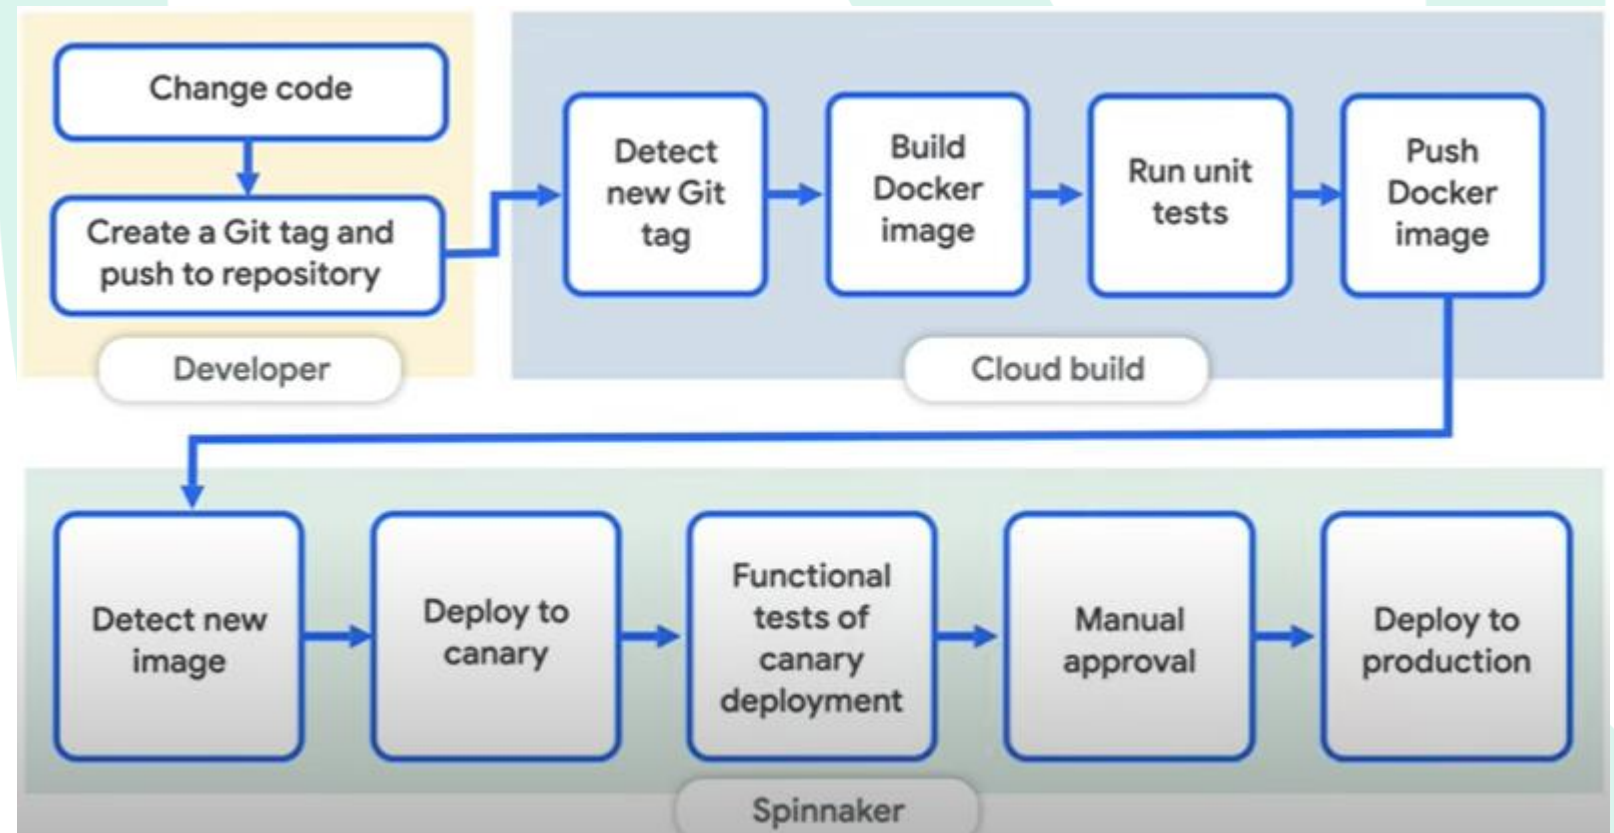 Change code
Create a Git tag and
push to repository
Developer
Detect
new Git
tag
Build
Docker
image
Run unit
tests
Push
Docker
image
Cloud build
Detect new
image
Deploy to
canary
Functional
tests of
canary
deployment
Manual
approval
Deploy to
production
Spinnaker